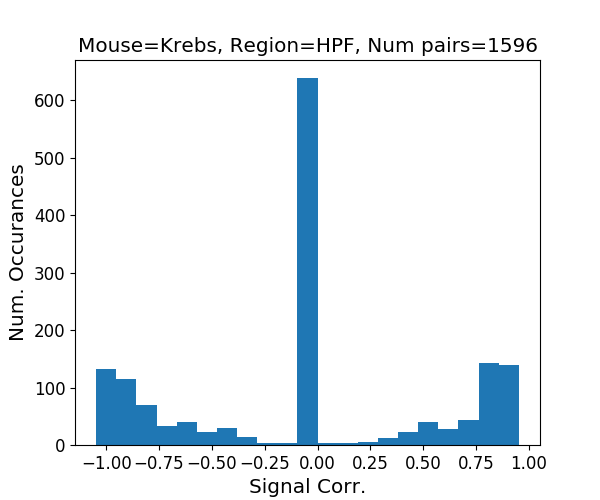 Mouse=Krebs, Region=HPF, Num pairs=1596
600
500
400
300
200
100
0
Num. Occurances
−1.00 −0.75 −0.50 −0.25 0.00 0.25 0.50 0.75 1.00
Signal Corr.